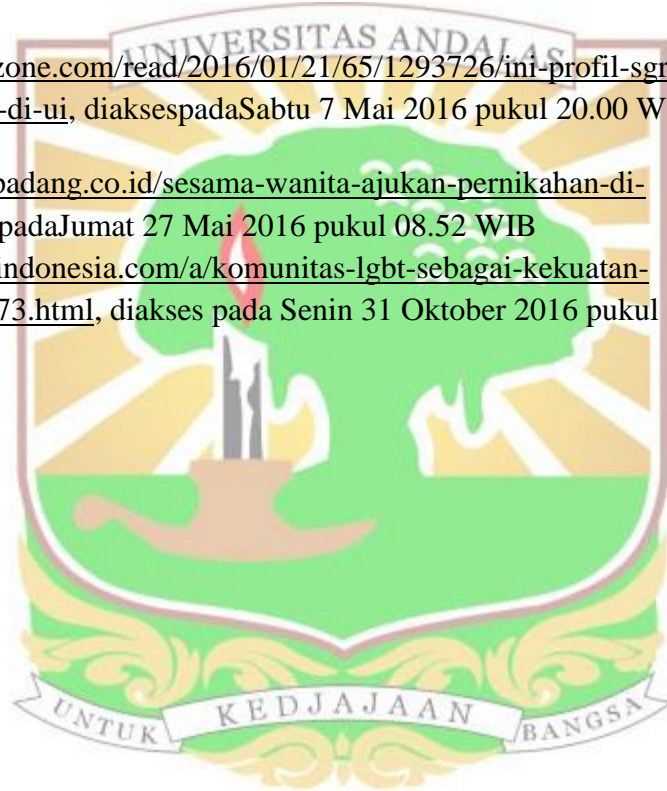 UNIVERSITAS ANDALAS
zone.com/read/2016/01/21/65/1293726/ini-profil-sgr
-di-ui, diaksespadaSabtu 7 Mai 2016 pukul 20.00 W
padang.co.id/sesama-wanita-ajukan-pernikahan-di-
padaJumat 27 Mai 2016 pukul 08.52 WIB
indonesia.com/a/komunitas-lgbt-sebagai-kekuatan-
73.html, diakses pada Senin 31 Oktober 2016 pukul
UNTUK KEDJAJAAN BANGSA